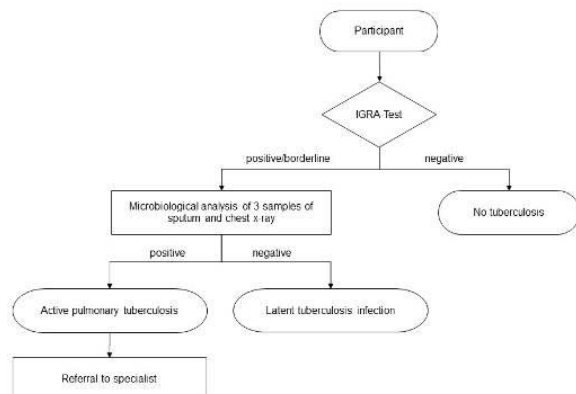 Participant
IGRA Test
positive/borderline
negative
Microbiological analysis of 3 samples of
sputum and chest x-ray
No tuberculosis
positive
negative
Active pulmonary tuberculosis
Latent tuberculosis infection
Referral to specialist